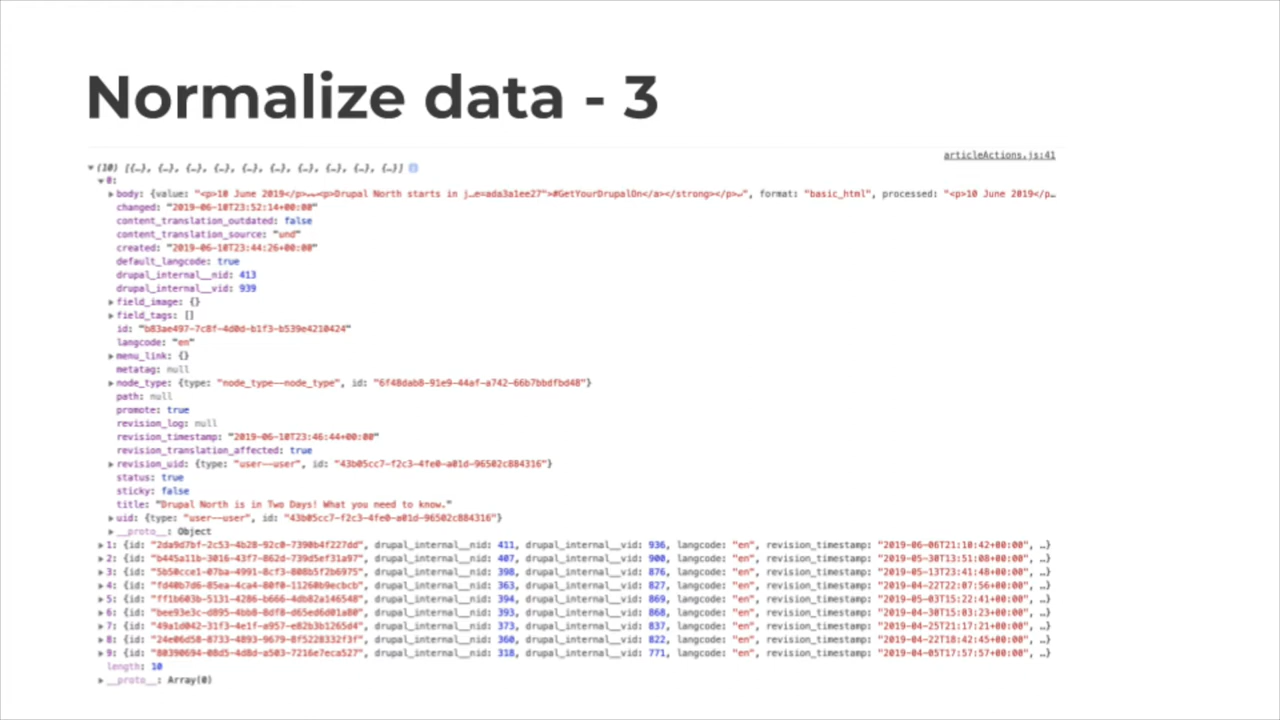 Normalize data - 3
articleActions.js:41
▼(10) [{…}, {…}, {…}, {…}, {…}, {…}, {…}, {…}, {…}, {…}]
▼0:
▶body: {value: "<p>10 June 2019</p>↵↵<p>Drupal North starts in j…e=ada3a1ee27">#GetYourDrupalOn</a></strong></p>↵", format: "basic_html", processed: "<p>10 June 2019</p…
changed: "2019-06-10T23:52:14+00:00"
content_translation_outdated: false
content_translation_source: "und"
created: "2019-06-10T23:44:26+00:00"
default_langcode: true
drupal_internal__nid: 413
drupal_internal__vid: 939
▶field_image: {}
▶field_tags: []
id: "b83ae497-7c8f-4d0d-b1f3-b539e4210424"
langcode: "en"
▶menu_link: {}
metatag: null
▶node_type: {type: "node_type--node_type", id: "6f48dab8-91e9-44af-a742-66b7bbdfbd48"}
path: null
promote: true
revision_log: null
revision_timestamp: "2019-06-10T23:46:44+00:00"
revision_translation_affected: true
▶revision_uid: {type: "user--user", id: "43b05cc7-f2c3-4fe0-a01d-96502c884316"}
status: true
sticky: false
title: "Drupal North is in Two Days! What you need to know."
▶uid: {type: "user--user", id: "43b05cc7-f2c3-4fe0-a01d-96502c884316"}
▶__proto__: Object
▶1: {id: "2da9d7bf-2c53-4b28-92c0-7390b4f227dd", drupal_internal__nid: 411, drupal_internal__vid: 936, langcode: "en", revision_timestamp: "2019-06-06T21:10:42+00:00", …}
▶2: {id: "b445a11b-3016-43f7-862d-739d5ef31a97", drupal_internal__nid: 407, drupal_internal__vid: 900, langcode: "en", revision_timestamp: "2019-05-30T13:51:08+00:00", …}
▶3: {id: "5b50cce1-07ba-4991-8cf3-808b5f2b6975", drupal_internal__nid: 398, drupal_internal__vid: 876, langcode: "en", revision_timestamp: "2019-05-13T23:41:48+00:00", …}
▶4: {id: "fd40b7d6-85ea-4ca4-80f0-11260b9ecbcb", drupal_internal__nid: 363, drupal_internal__vid: 827, langcode: "en", revision_timestamp: "2019-04-22T22:07:56+00:00", …}
▶5: {id: "ff1b603b-5131-4286-b666-4db82a146548", drupal_internal__nid: 394, drupal_internal__vid: 869, langcode: "en", revision_timestamp: "2019-05-03T15:22:41+00:00", …}
▶6: {id: "bee93e3c-d895-4bb8-8df8-d65ed6d01a80", drupal_internal__nid: 393, drupal_internal__vid: 868, langcode: "en", revision_timestamp: "2019-04-30T15:03:23+00:00", …}
▶7: {id: "49a1d042-31f3-4e1f-a957-e82b3b1265d4", drupal_internal__nid: 373, drupal_internal__vid: 837, langcode: "en", revision_timestamp: "2019-04-25T21:17:21+00:00", …}
▶8: {id: "24e06d58-8733-4893-9679-8f5228332f3f", drupal_internal__nid: 360, drupal_internal__vid: 822, langcode: "en", revision_timestamp: "2019-04-22T18:42:45+00:00", …}
▶9: {id: "80390694-08d5-4d8d-a503-7216e7eca527", drupal_internal__nid: 318, drupal_internal__vid: 771, langcode: "en", revision_timestamp: "2019-04-05T17:57:57+00:00", …}
length: 10
▶__proto__: Array(0)